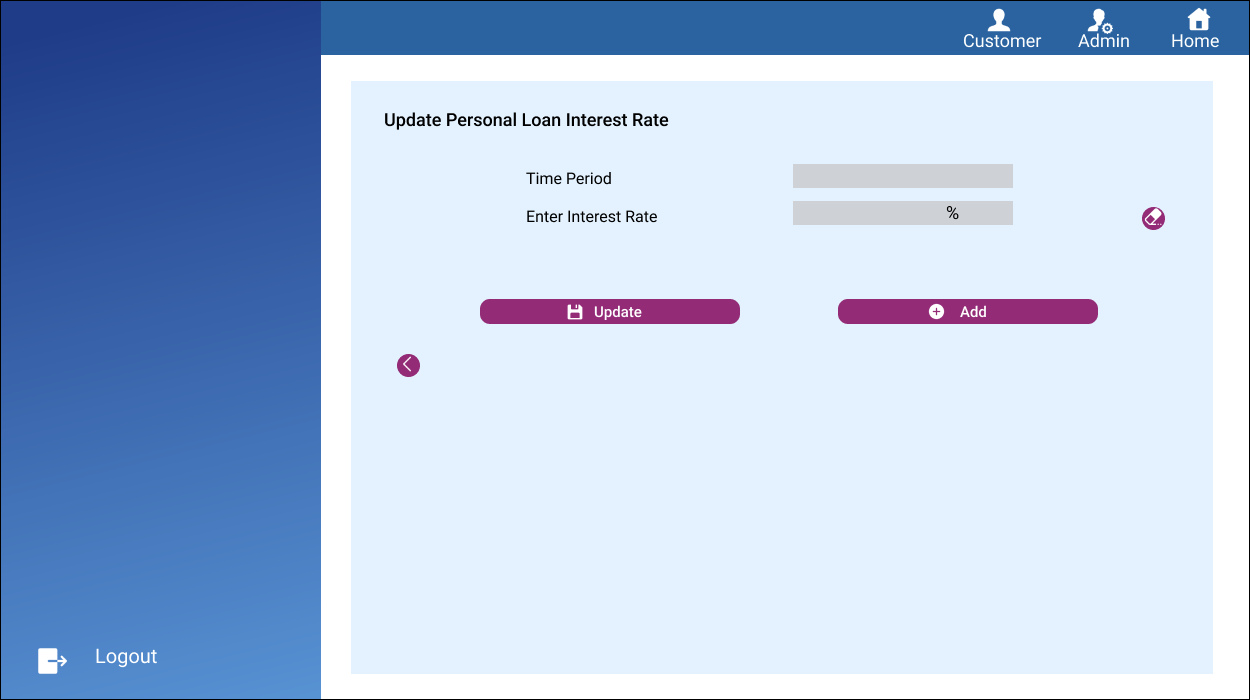 Customer Admin Home
Update Personal Loan Interest Rate
Time Period
Enter Interest Rate %
Update Add
Logout